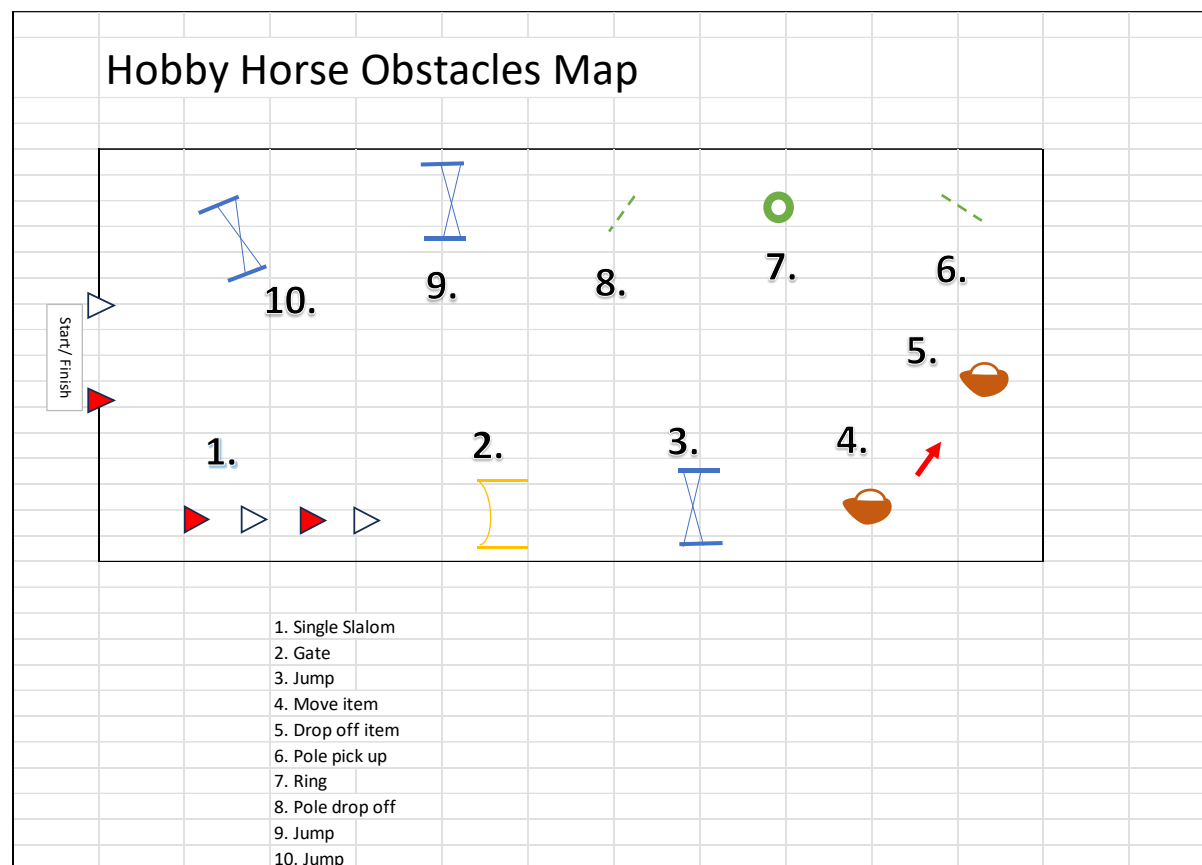 Hobby Horse Obstacles Map
10.
9.
8.
7.
6.
Start/ Finish
5.
1.
2.
3.
4.
1. Single Slalom
2. Gate
3. Jump
4. Move item
5. Drop off item
6. Pole pick up
7. Ring
8. Pole drop off
9. Jump
10. Jump